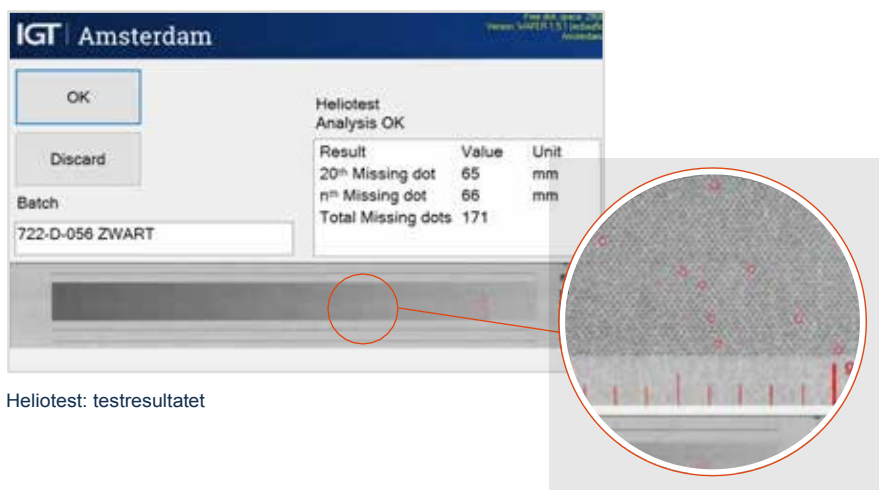 IGT Amsterdam
OK
Discard
Batch
722-D-056 ZWART
Heliotest
Analysis OK
Result Value Unit
20th Missing dot 65 mm
nth Missing dot 66 mm
Total Missing dots 171
Heliotest: testresultatet